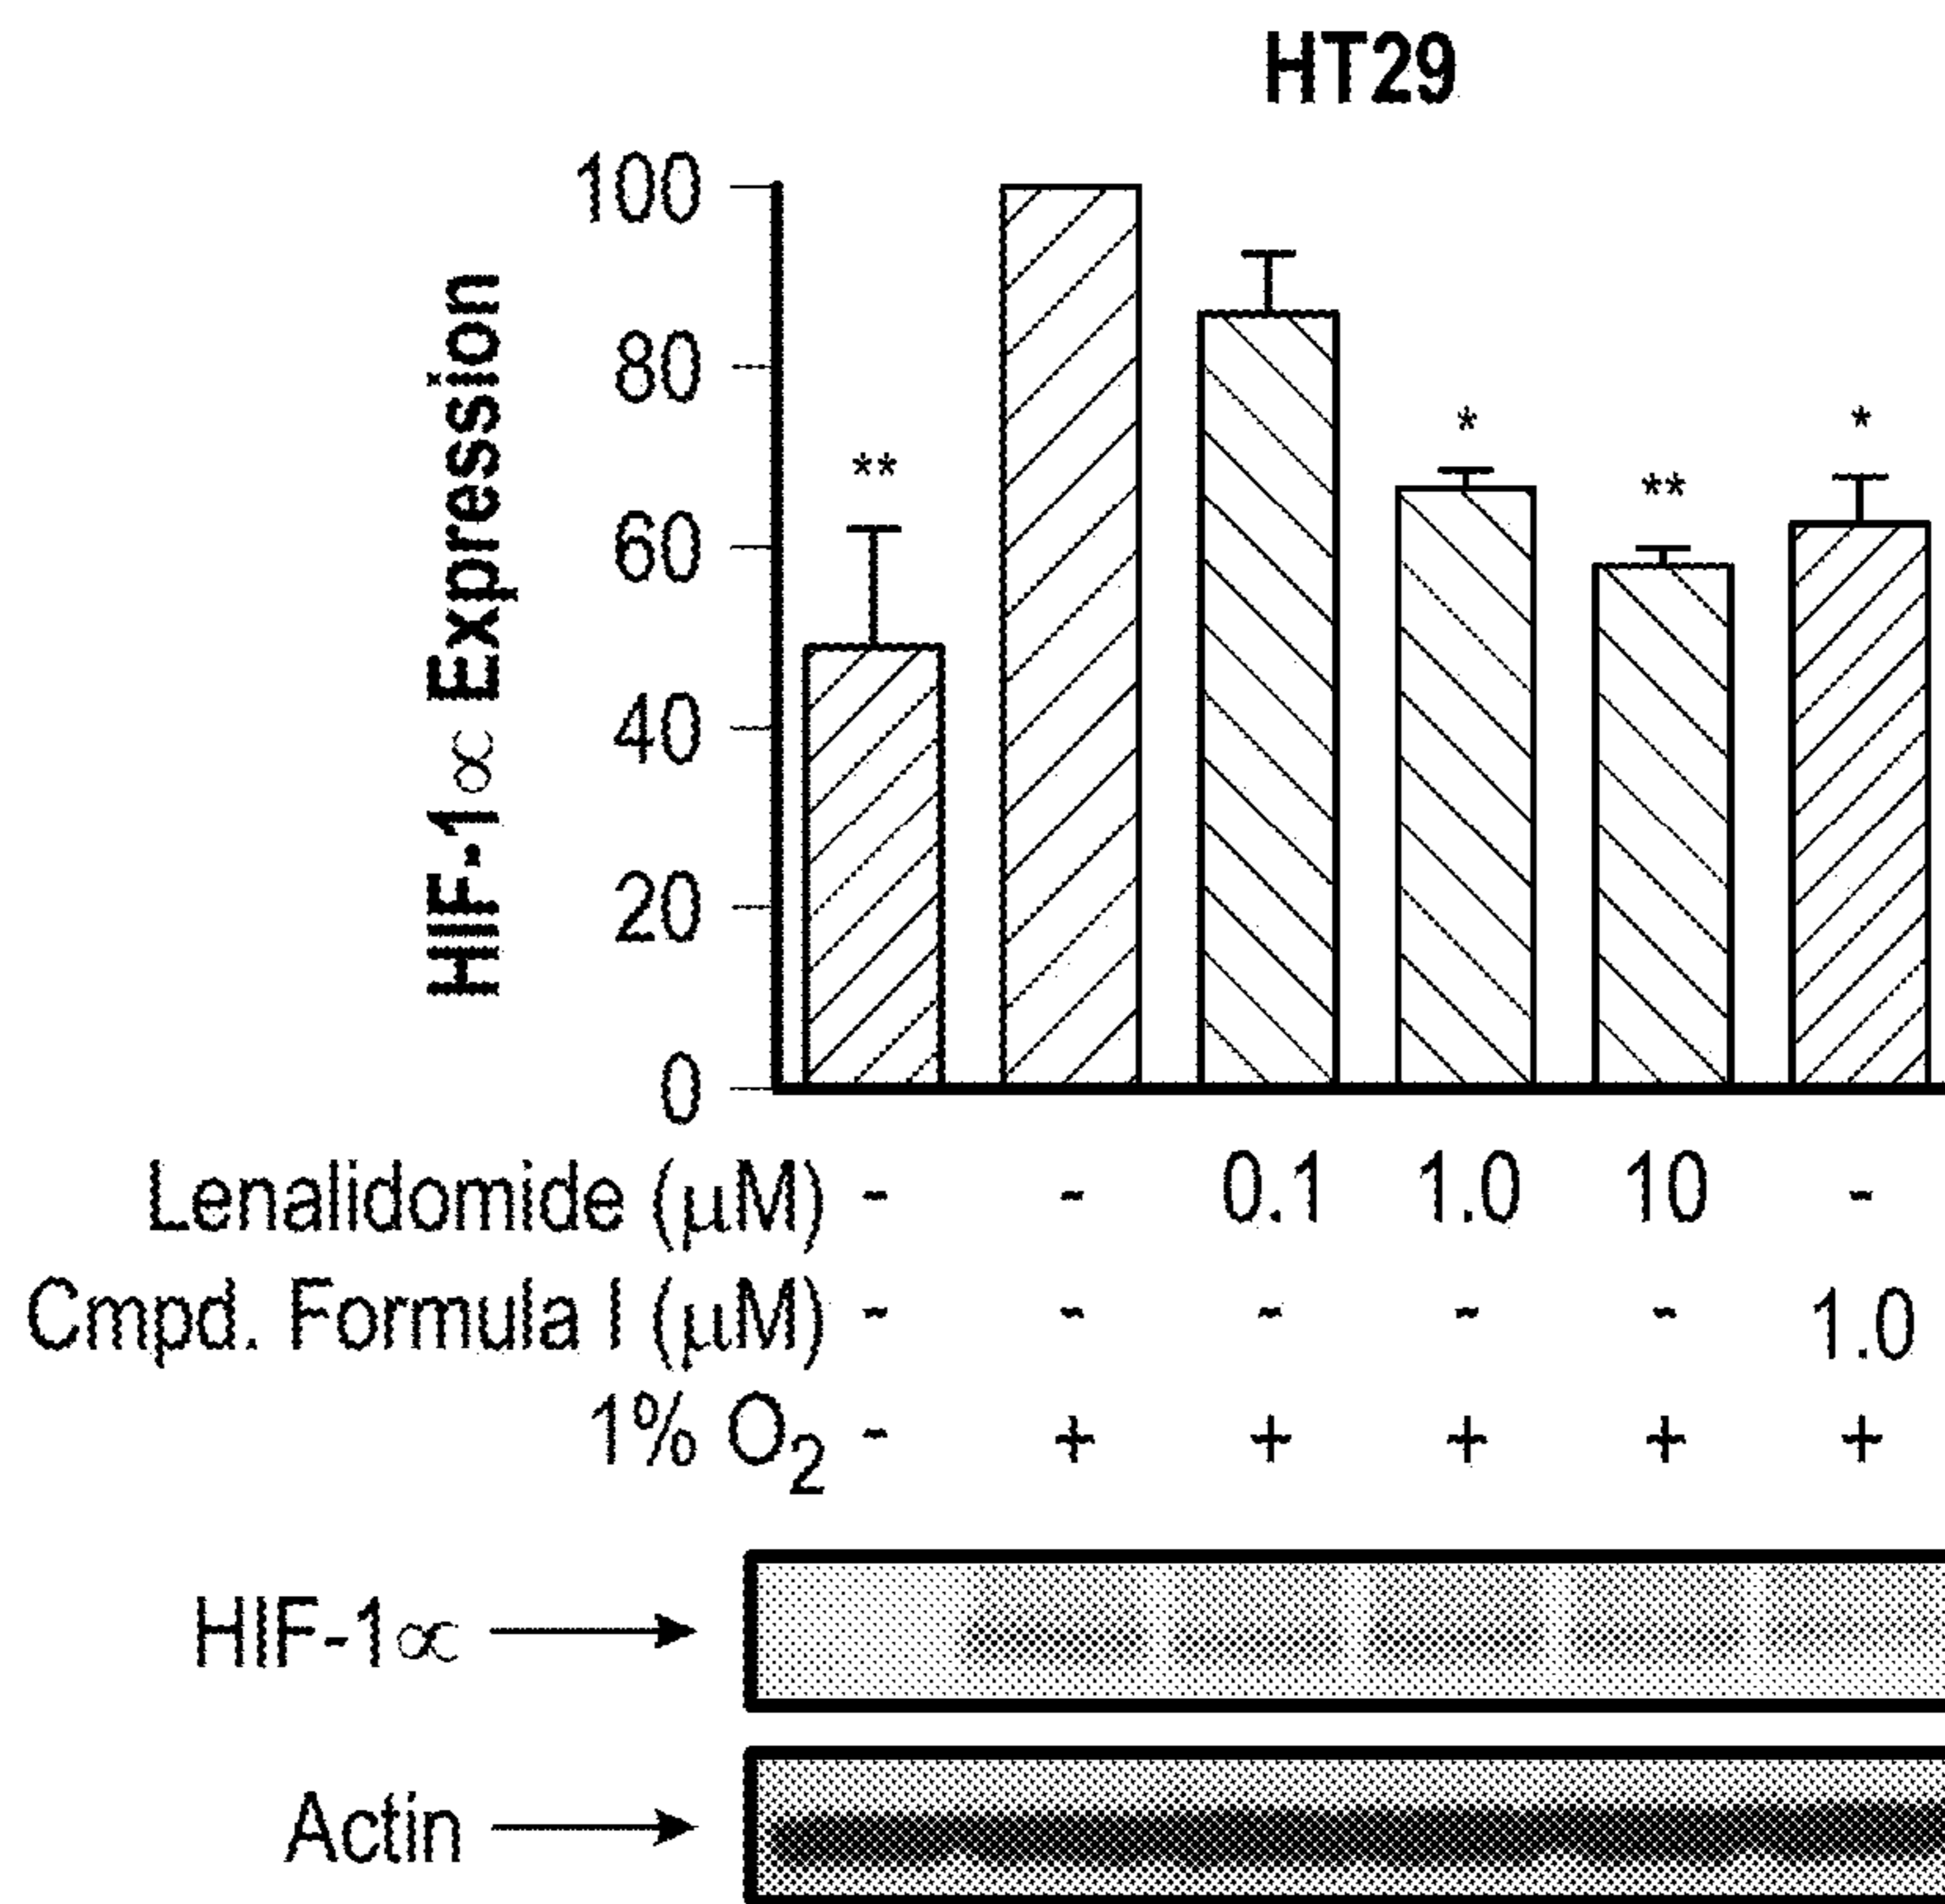 HT29
HIF-1∝ Expression
100
80
60
40
20
0
**
*
**
*
Lenalidomide (μM) - - 0.1 1.0 10 -
Cmpd. Formula I (μM) - - - - - 1.0
1% O₂ - + + + + +
HIF-1∝
Actin